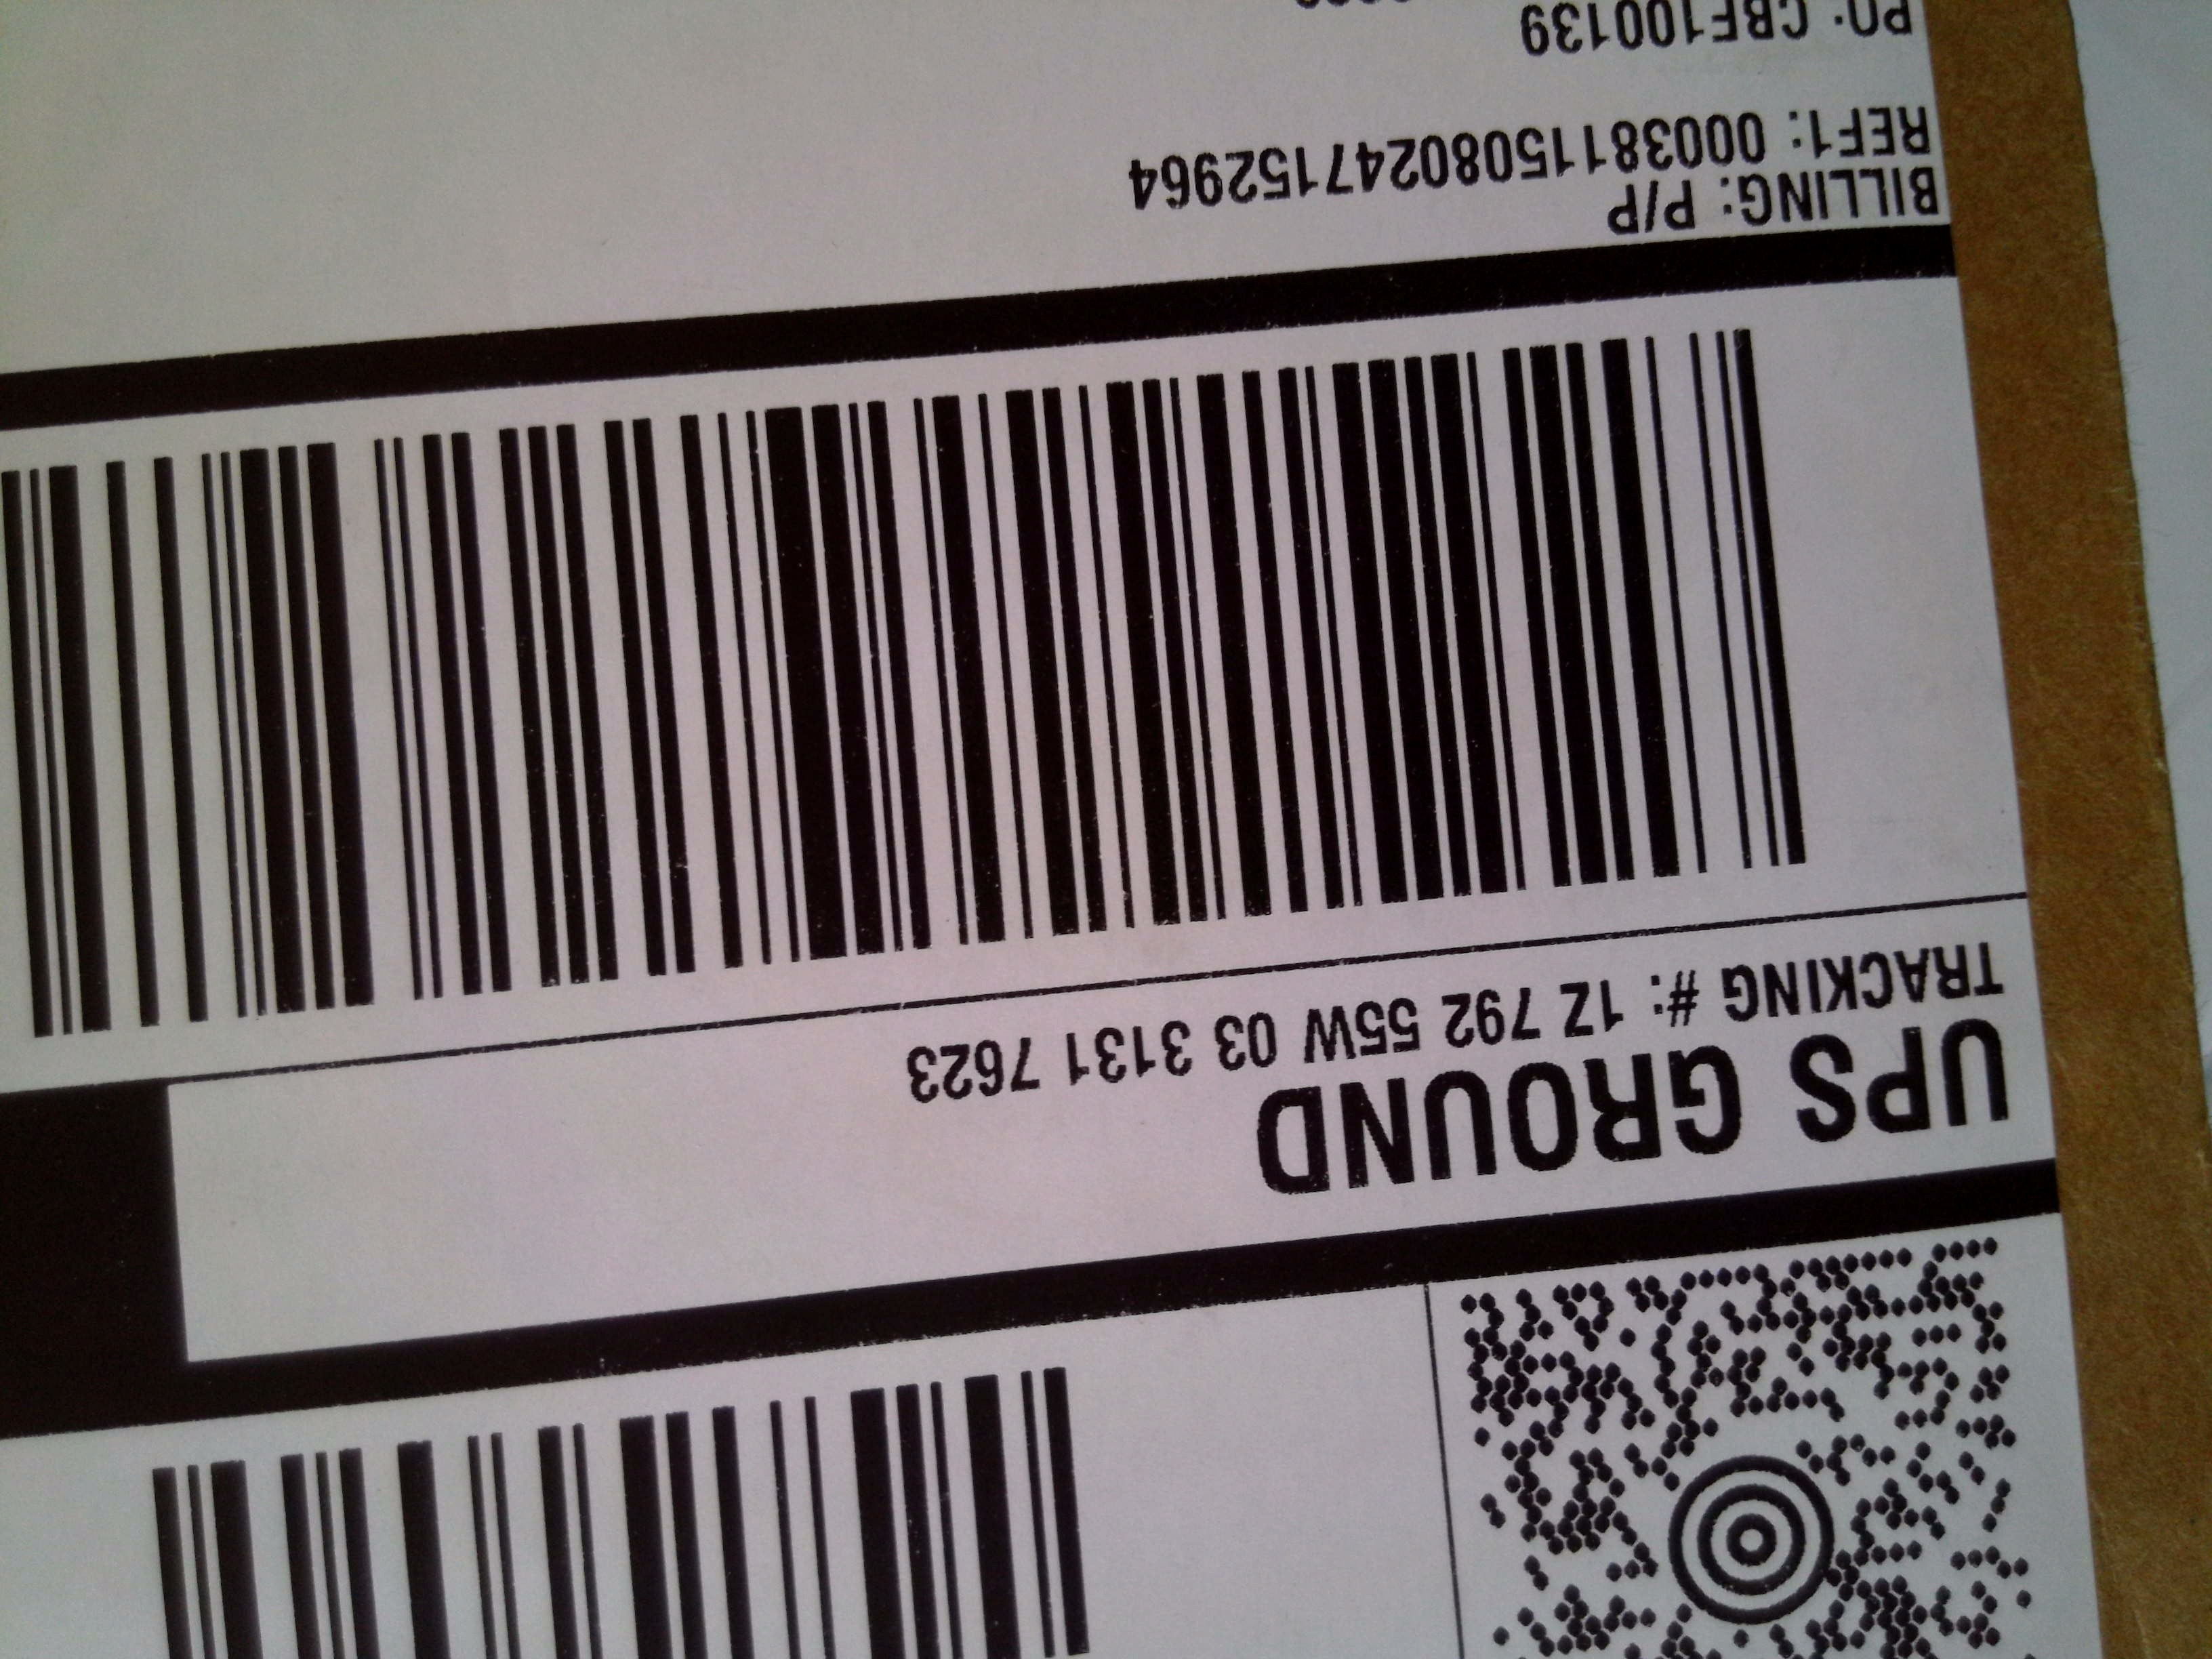 UPS GROUND
TRACKING #: 1Z 792 55W 03 3131 7623
BILLING: P/P
REF1: 00038115080247152964
PO: CBF100139